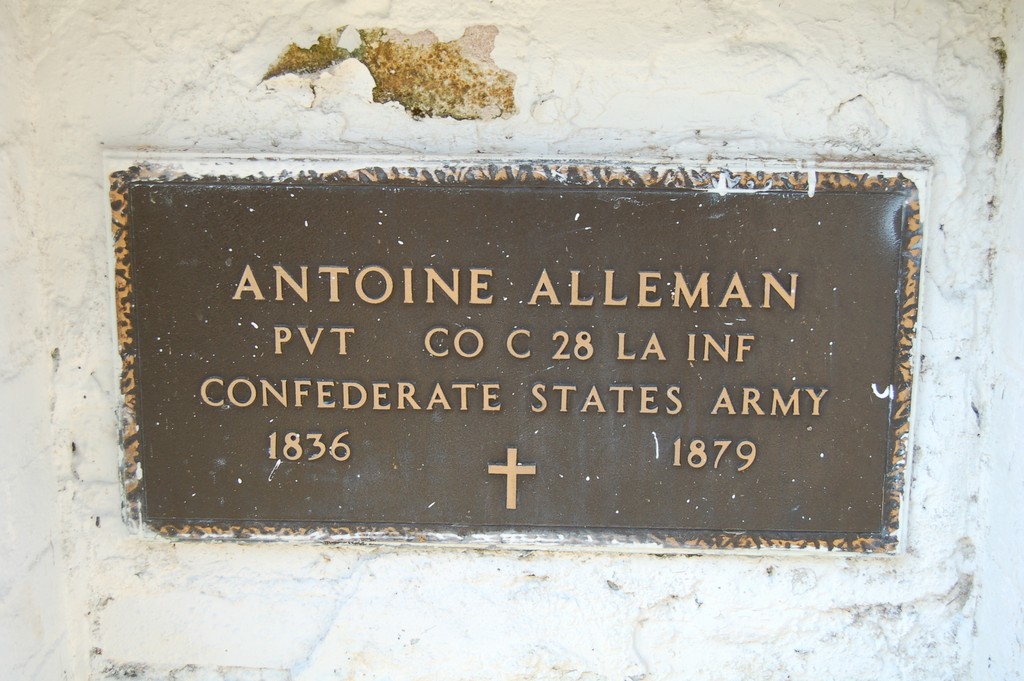 ANTOINE ALLEMAN
PVT CO C 28 LA INF
CONFEDERATE STATES ARMY
1836 1879